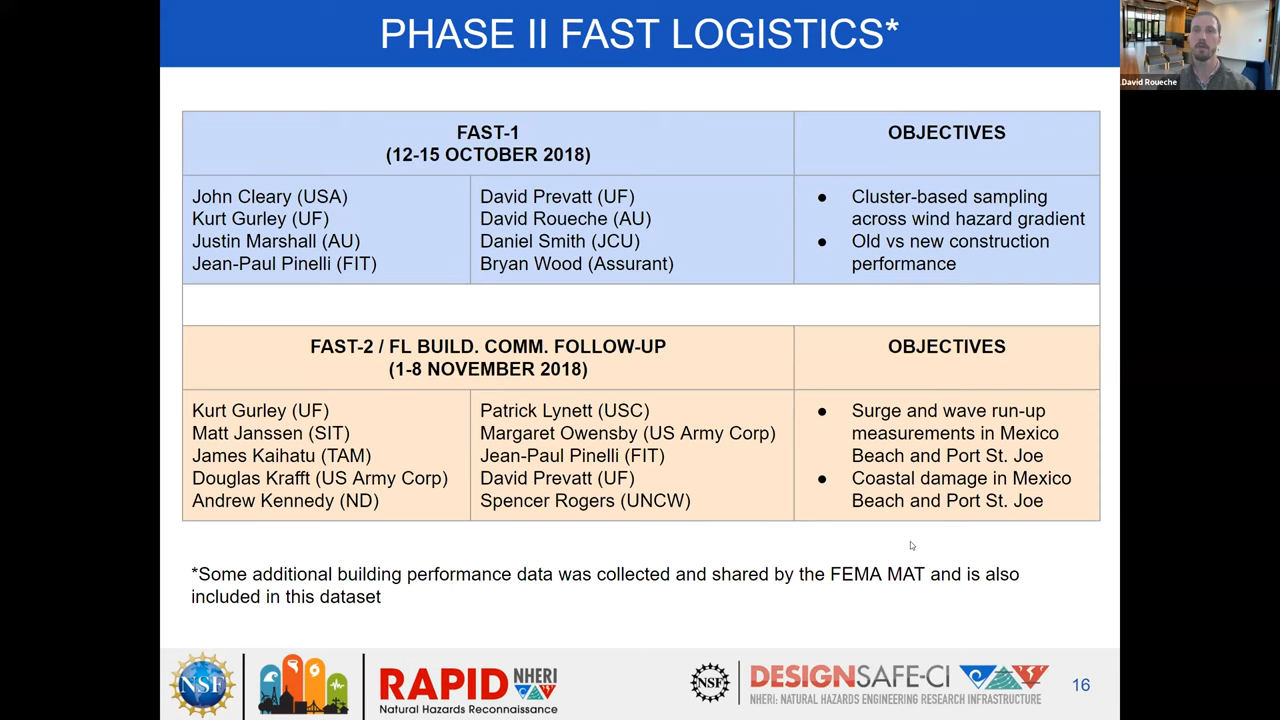 PHASE II FAST LOGISTICS*
David Roueche
FAST-1
(12-15 OCTOBER 2018)
OBJECTIVES
John Cleary (USA)
Kurt Gurley (UF)
Justin Marshall (AU)
Jean-Paul Pinelli (FIT)
David Prevatt (UF)
David Roueche (AU)
Daniel Smith (JCU)
Bryan Wood (Assurant)
● Cluster-based sampling
across wind hazard gradient
● Old vs new construction
performance
FAST-2 / FL BUILD. COMM. FOLLOW-UP
(1-8 NOVEMBER 2018)
OBJECTIVES
Kurt Gurley (UF)
Matt Janssen (SIT)
James Kaihatu (TAM)
Douglas Krafft (US Army Corp)
Andrew Kennedy (ND)
Patrick Lynett (USC)
Margaret Owensby (US Army Corp)
Jean-Paul Pinelli (FIT)
David Prevatt (UF)
Spencer Rogers (UNCW)
● Surge and wave run-up
measurements in Mexico
Beach and Port St. Joe
● Coastal damage in Mexico
Beach and Port St. Joe
*Some additional building performance data was collected and shared by the FEMA MAT and is also
included in this dataset
NSF
RAPID NHERI
Natural Hazards Reconnaissance
NSF
DESIGNSAFE-CI
NHERI: NATURAL HAZARDS ENGINEERING RESEARCH INFRASTRUCTURE
16